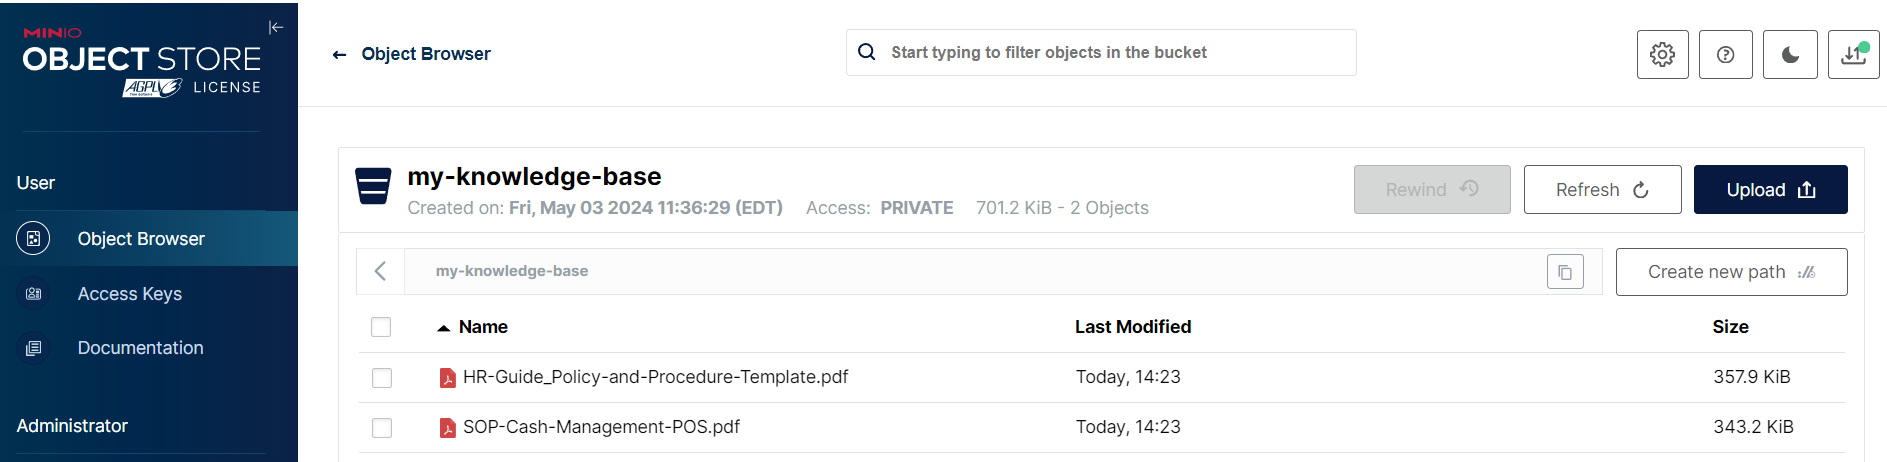 MINIO
OBJECT STORE
AGPLv3 LICENSE
User
Object Browser
Access Keys
Documentation
Administrator
← Object Browser
Start typing to filter objects in the bucket
my-knowledge-base
Created on: Fri, May 03 2024 11:36:29 (EDT) Access: PRIVATE 701.2 KiB - 2 Objects
Rewind
Refresh
Upload
my-knowledge-base
Create new path
Name Last Modified Size
HR-Guide_Policy-and-Procedure-Template.pdf Today, 14:23 357.9 KiB
SOP-Cash-Management-POS.pdf Today, 14:23 343.2 KiB